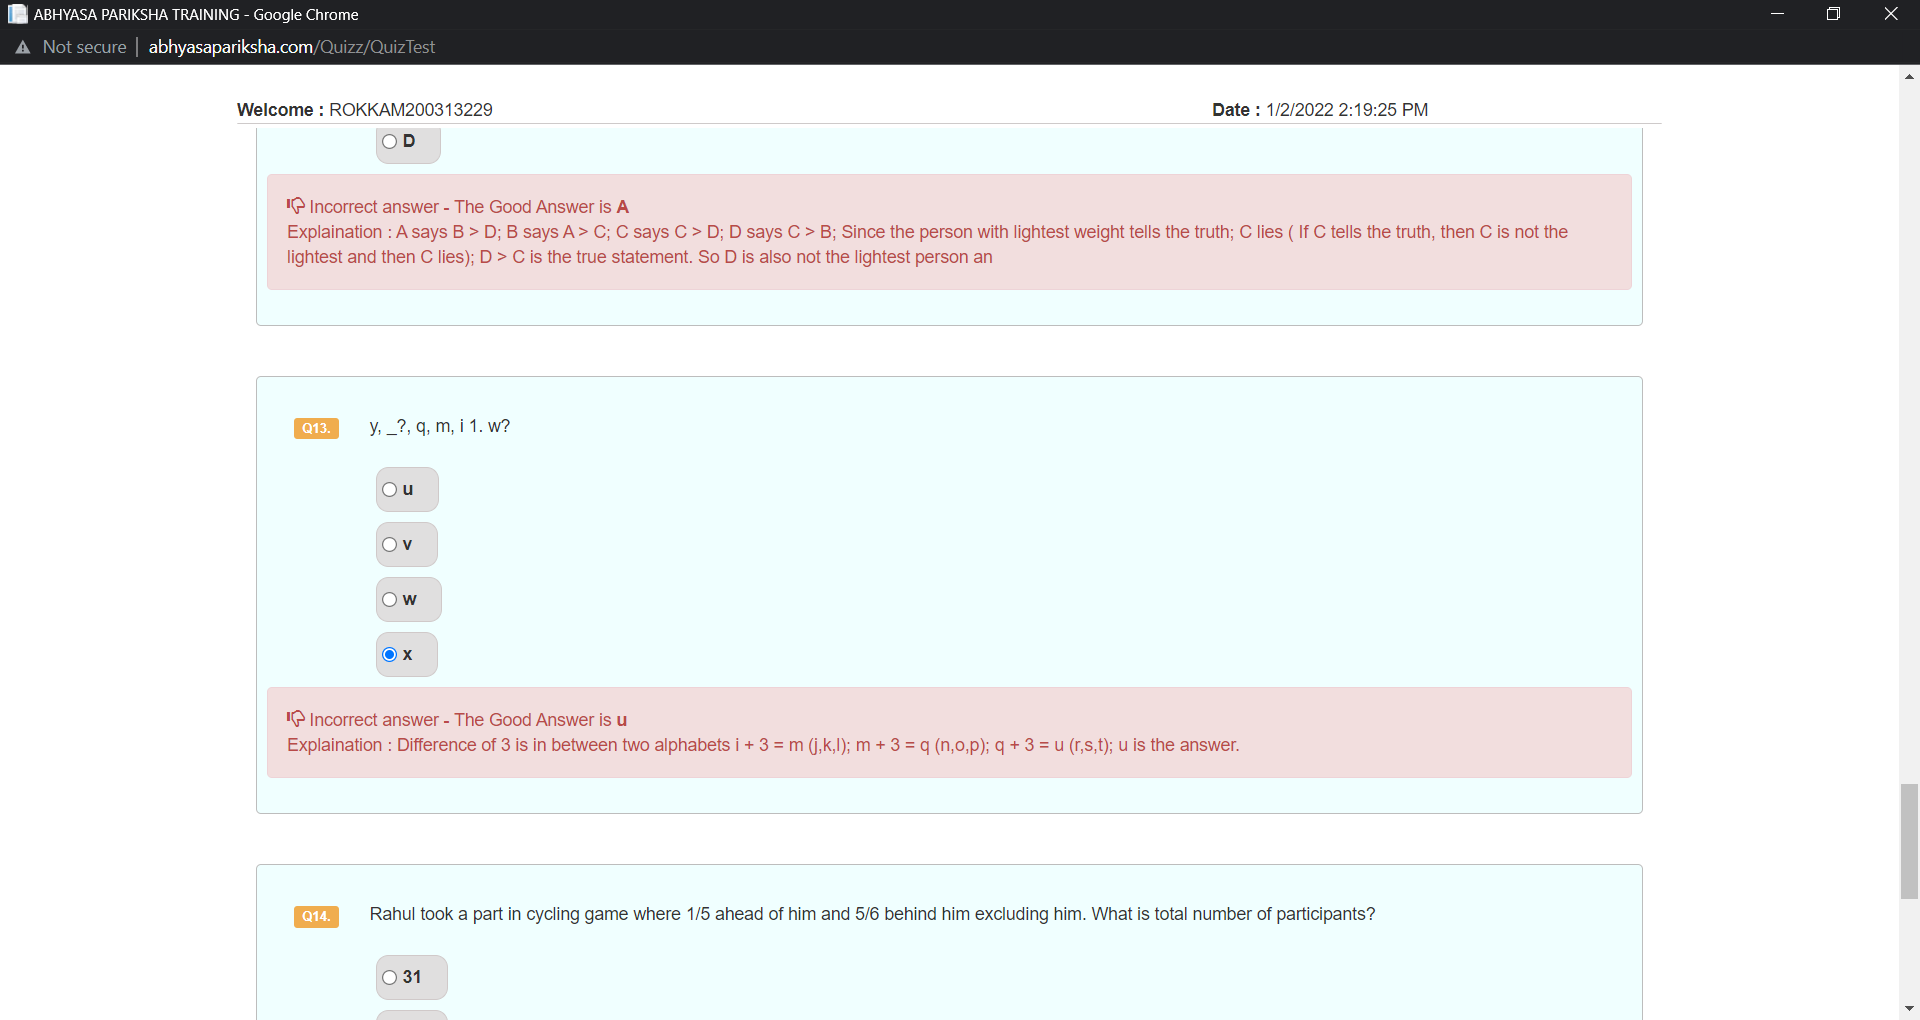 ABHYASA PARIKSHA TRAINING - Google Chrome
Not secure | abhyasapariksha.com/Quizz/QuizTest
Welcome : ROKKAM200313229 Date : 1/2/2022 2:19:25 PM
D
Incorrect answer - The Good Answer is A
Explaination : A says B > D; B says A > C; C says C > D; D says C > B; Since the person with lightest weight tells the truth; C lies ( If C tells the truth, then C is not the
lightest and then C lies); D > C is the true statement. So D is also not the lightest person an
Q13. y, _?, q, m, i 1. w?
u
v
w
x
Incorrect answer - The Good Answer is u
Explaination : Difference of 3 is in between two alphabets i + 3 = m (j,k,l); m + 3 = q (n,o,p); q + 3 = u (r,s,t); u is the answer.
Q14. Rahul took a part in cycling game where 1/5 ahead of him and 5/6 behind him excluding him. What is total number of participants?
31